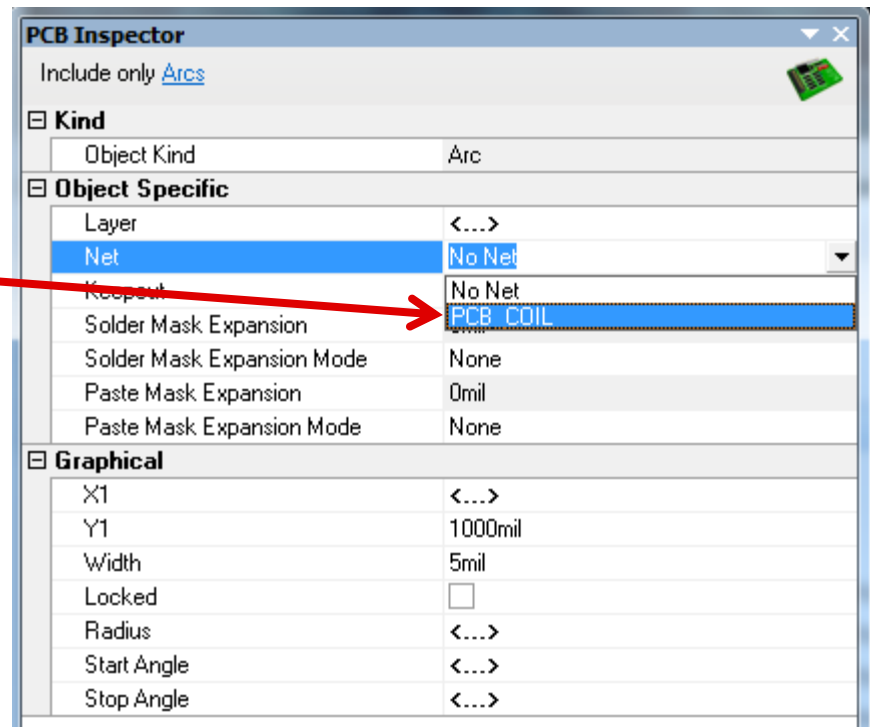 PCB Inspector
Include only Arcs
Kind
Object Kind Arc
Object Specific
Layer <...>
Net No Net
Keepout No Net
PCB_COIL
Solder Mask Expansion 0mil
Solder Mask Expansion Mode None
Paste Mask Expansion 0mil
Paste Mask Expansion Mode None
Graphical
X1 <...>
Y1 1000mil
Width 5mil
Locked
Radius <...>
Start Angle <...>
Stop Angle <...>